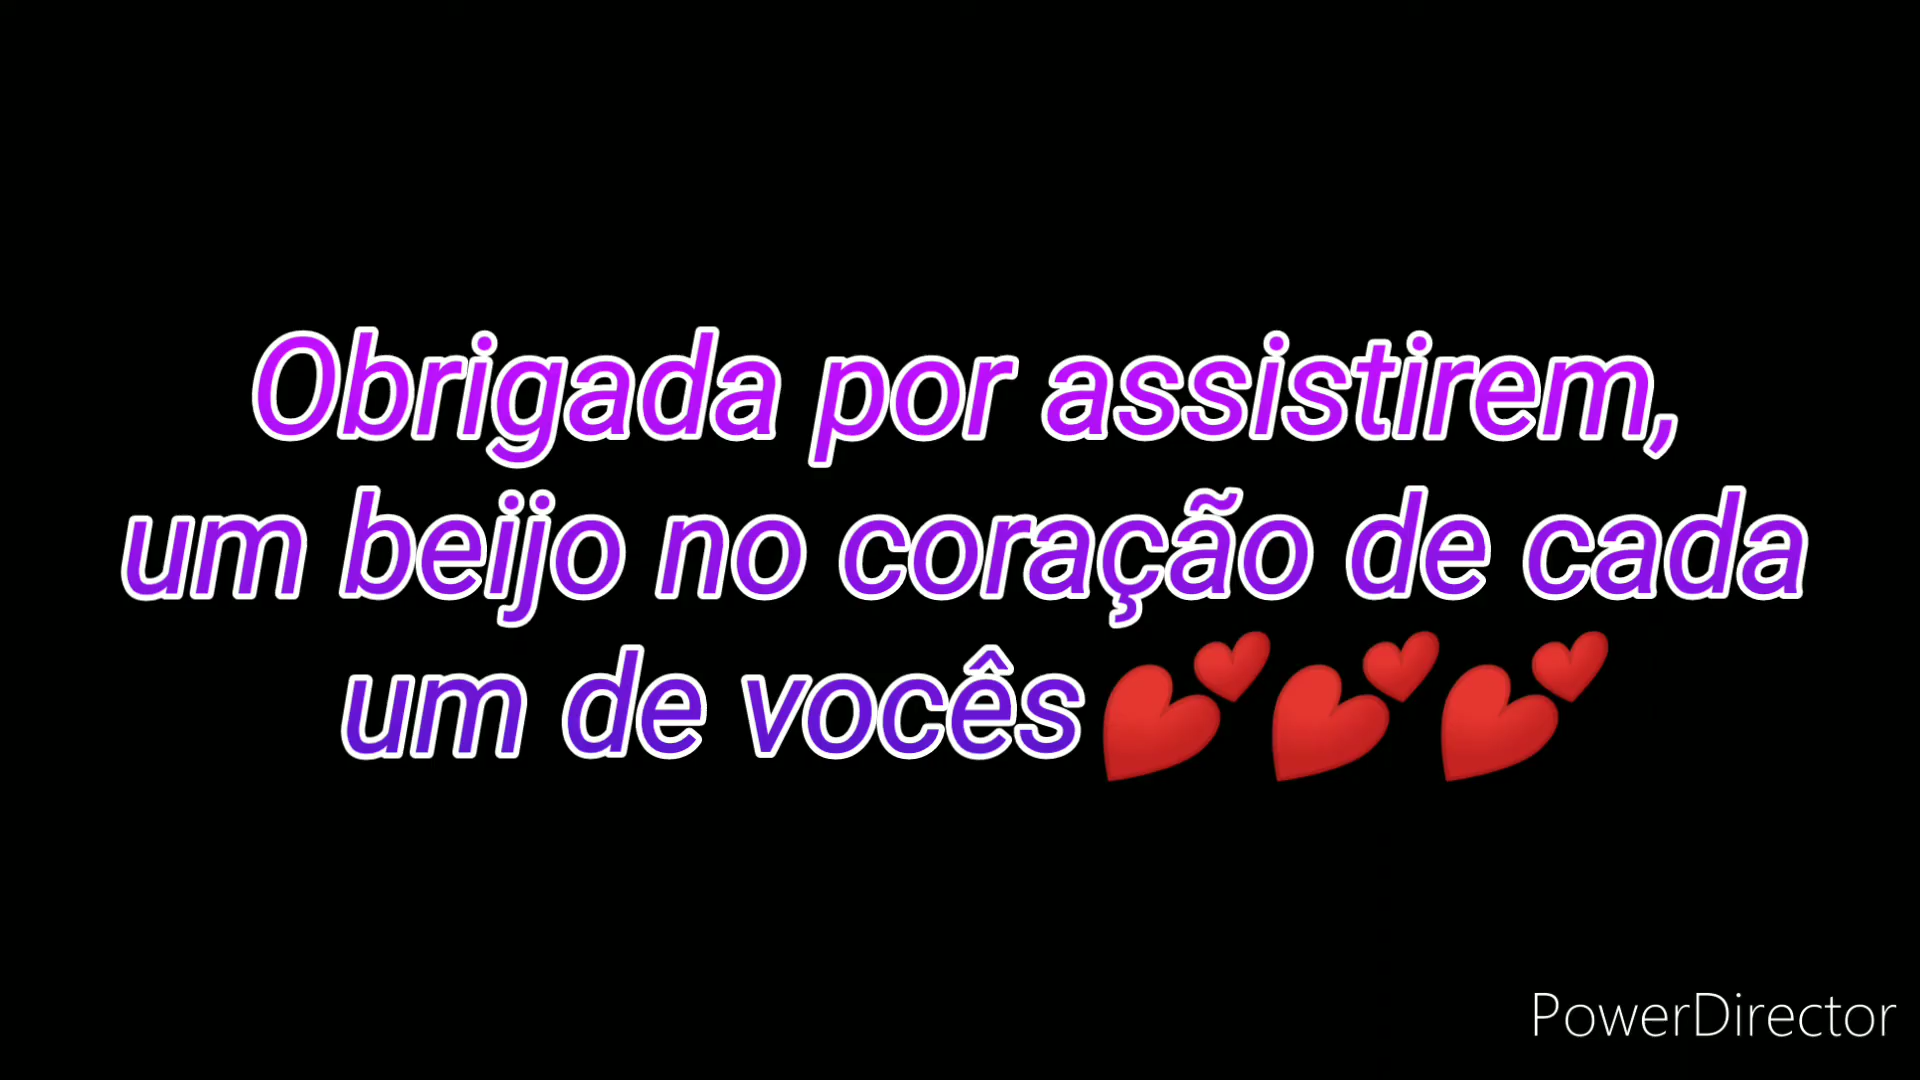 Obrigada por assistirem,
um beijo no coração de cada
um de vocês💕💕💕
PowerDirector